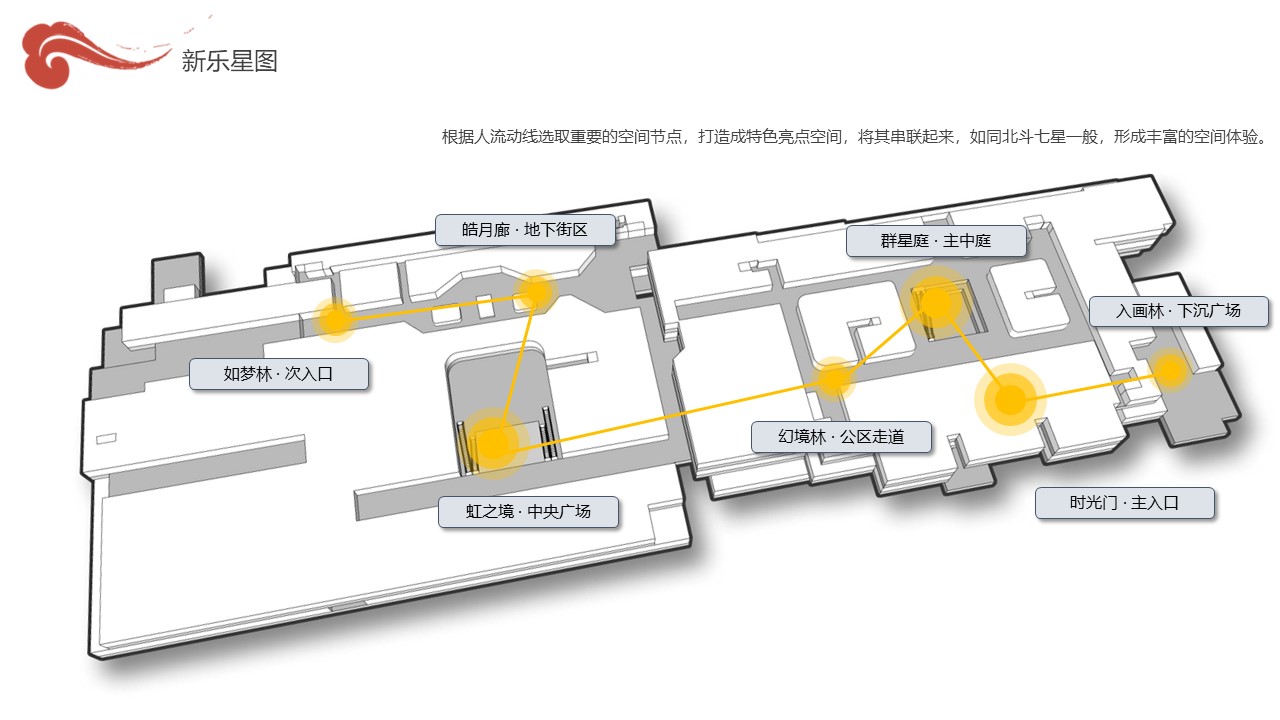 新乐星图
根据人流动线选取重要的空间节点，打造成特色亮点空间，将其串联起来，如同北斗七星一般，形成丰富的空间体验。
皓月廊 · 地下街区
群星庭 · 主中庭
入画林 · 下沉广场
如梦林 · 次入口
幻境林 · 公区走道
虹之境 · 中央广场
时光门 · 主入口